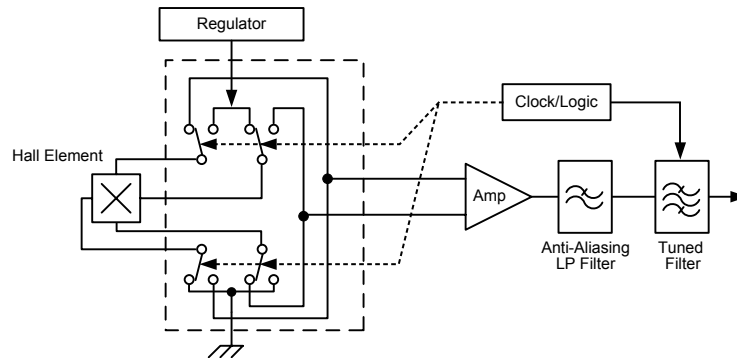 Regulator
Clock/Logic
Hall Element
Amp
Anti-Aliasing
LP Filter
Tuned
Filter